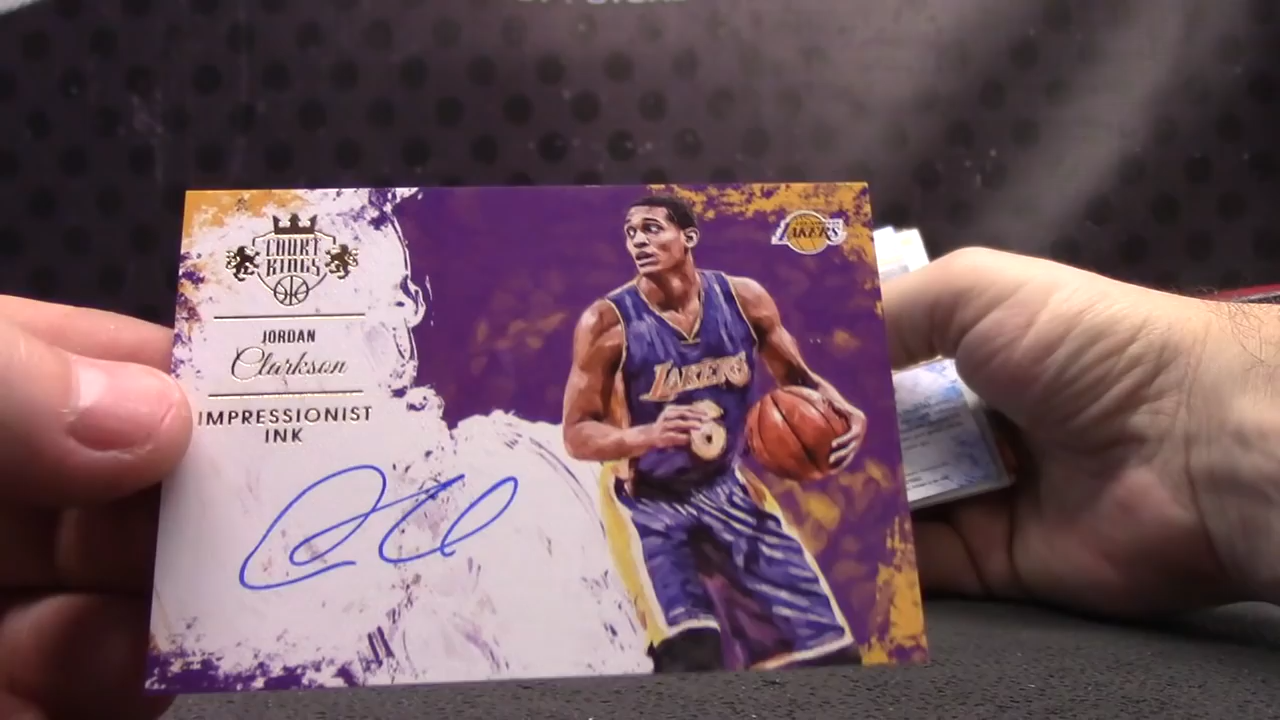 COURT
KINGS
JORDAN
Clarkson
IMPRESSIONIST
INK
LAKERS
LAKERS
6